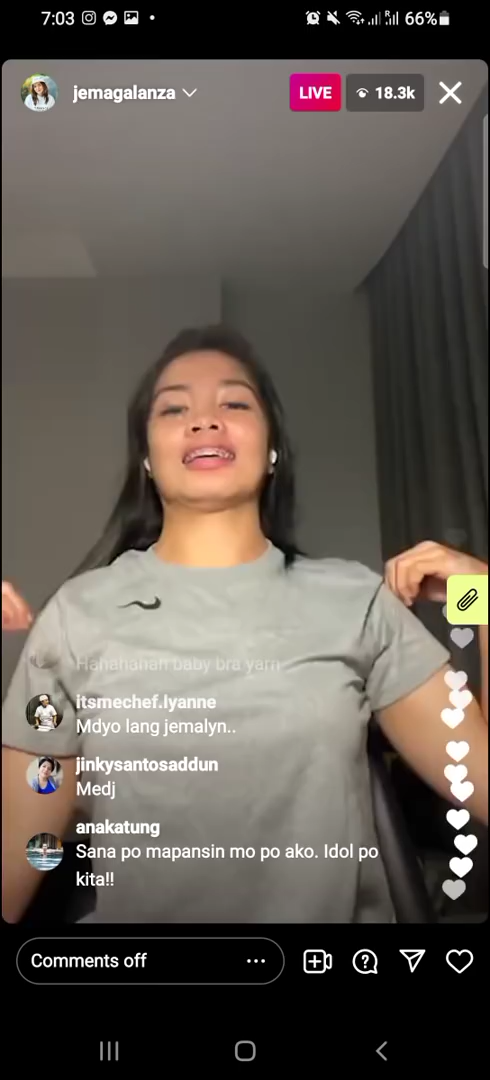 7:03
66%
jemagalanza
LIVE
18.3k
Hahahahah baby bra yarn
itsmechef.lyanne
Mdyo lang jemalyn..
jinkysantosaddun
Medj
anakatung
Sana po mapansin mo po ako. Idol po
kita!!
Comments off